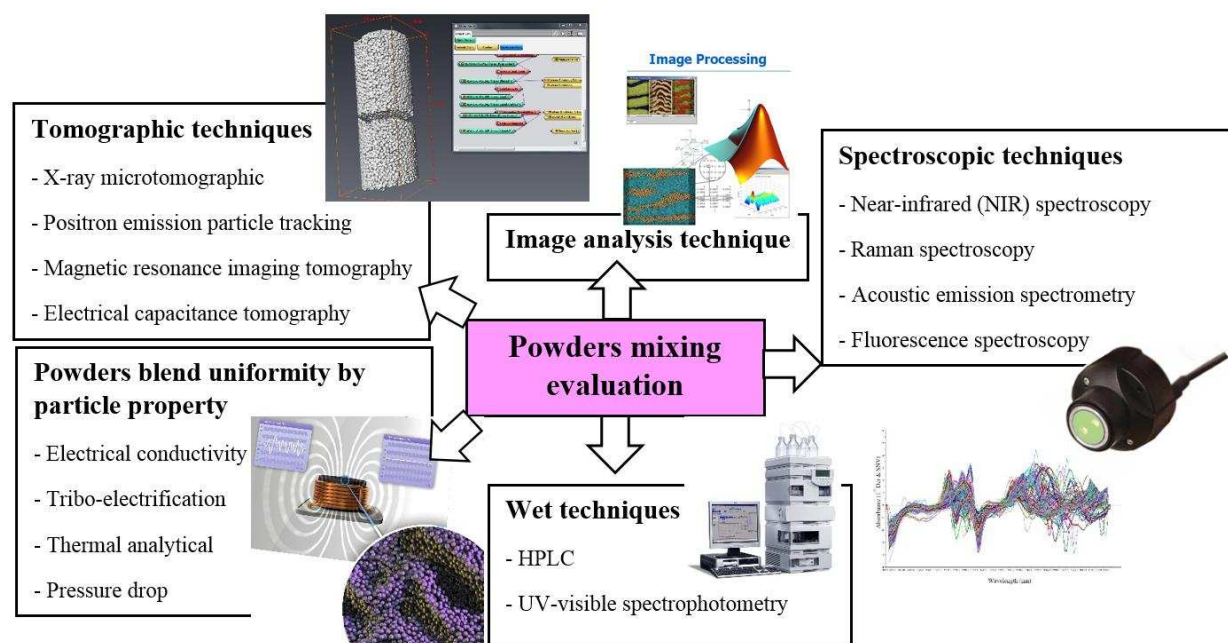 Image Processing
Tomographic techniques
- X-ray microtomographic
- Positron emission particle tracking
- Magnetic resonance imaging tomography
- Electrical capacitance tomography
Image analysis technique
Spectroscopic techniques
- Near-infrared (NIR) spectroscopy
- Raman spectroscopy
- Acoustic emission spectrometry
- Fluorescence spectroscopy
Powders mixing
evaluation
Powders blend uniformity by
particle property
- Electrical conductivity
- Tribo-electrification
- Thermal analytical
- Pressure drop
Wet techniques
- HPLC
- UV-visible spectrophotometry
Wavelength (nm)